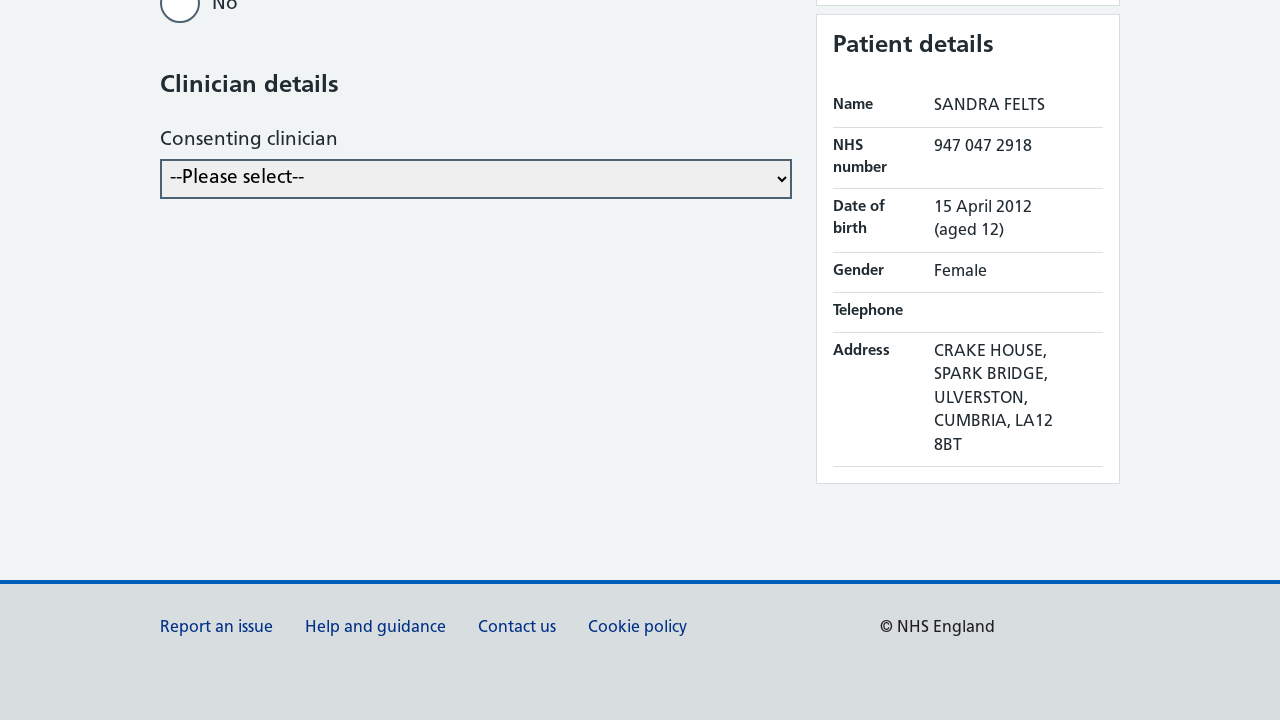 No
Clinician details
Consenting clinician
--Please select--
Patient details
Name SANDRA FELTS
NHS number 947 047 2918
Date of birth 15 April 2012 (aged 12)
Gender Female
Telephone
Address CRAKE HOUSE,
SPARK BRIDGE,
ULVERSTON,
CUMBRIA, LA12
8BT
Report an issue Help and guidance Contact us Cookie policy © NHS England